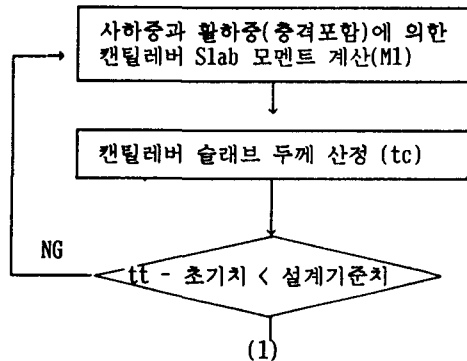 사하중과 활하중(충격포함)에 의한
캔틸레버 Slab 모멘트 계산(M1)
캔틸레버 슬래브 두께 산정 (tc)
NG
tt - 초기치 < 설계기준치
(1)